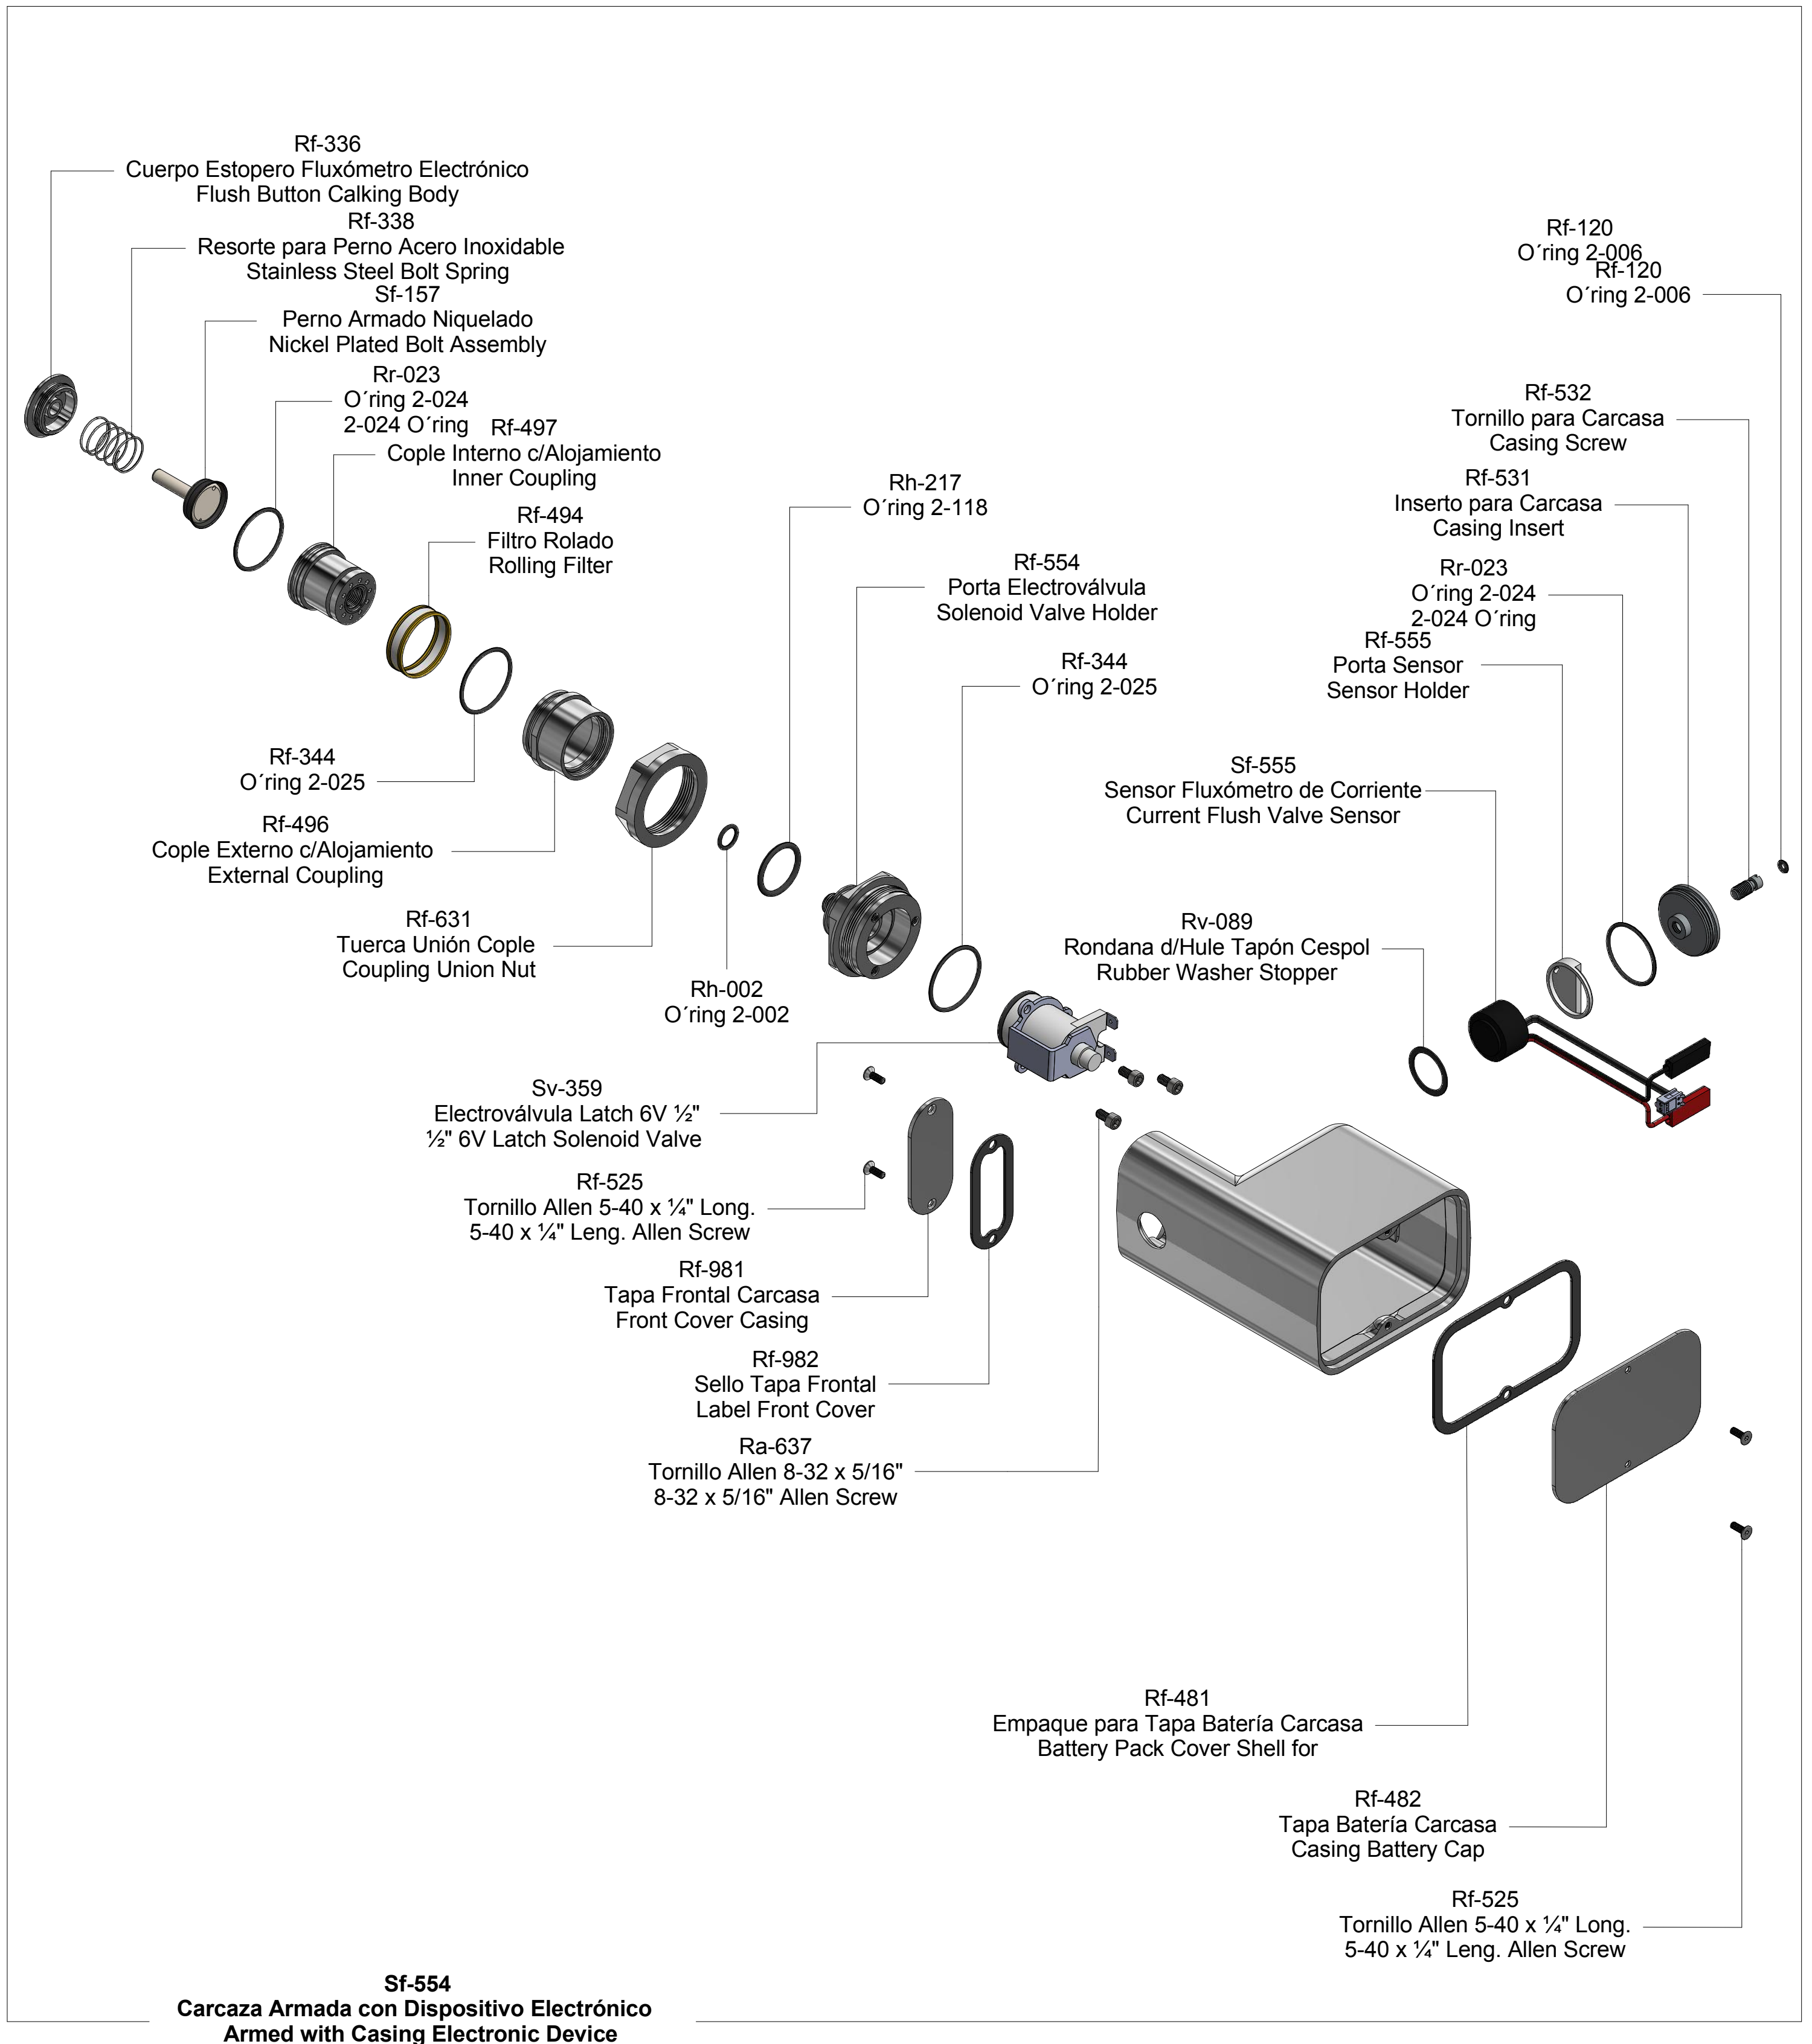 Rf-336
Cuerpo Estopero Fluxómetro Electrónico
Flush Button Calking Body
Rf-338
Resorte para Perno Acero Inoxidable
Stainless Steel Bolt Spring
Sf-157
Perno Armado Niquelado
Nickel Plated Bolt Assembly
Rr-023
O´ring 2-024
2-024 O´ring
Rf-497
Cople Interno c/Alojamiento
Inner Coupling
Rf-494
Filtro Rolado
Rolling Filter
Rh-217
O´ring 2-118
Rf-554
Porta Electroválvula
Solenoid Valve Holder
Rf-344
O´ring 2-025
Rf-120
O´ring 2-006
Rf-120
O´ring 2-006
Rf-532
Tornillo para Carcasa
Casing Screw
Rf-531
Inserto para Carcasa
Casing Insert
Rr-023
O´ring 2-024
2-024 O´ring
Rf-555
Porta Sensor
Sensor Holder
Sf-555
Sensor Fluxómetro de Corriente
Current Flush Valve Sensor
Rv-089
Rondana d/Hule Tapón Cespol
Rubber Washer Stopper
Rf-344
O´ring 2-025
Rf-496
Cople Externo c/Alojamiento
External Coupling
Rf-631
Tuerca Unión Cople
Coupling Union Nut
Rh-002
O´ring 2-002
Sv-359
Electroválvula Latch 6V ½"
½" 6V Latch Solenoid Valve
Rf-525
Tornillo Allen 5-40 x ¼" Long.
5-40 x ¼" Leng. Allen Screw
Rf-981
Tapa Frontal Carcasa
Front Cover Casing
Rf-982
Sello Tapa Frontal
Label Front Cover
Ra-637
Tornillo Allen 8-32 x 5/16"
8-32 x 5/16" Allen Screw
Rf-481
Empaque para Tapa Batería Carcasa
Battery Pack Cover Shell for
Rf-482
Tapa Batería Carcasa
Casing Battery Cap
Rf-525
Tornillo Allen 5-40 x ¼" Long.
5-40 x ¼" Leng. Allen Screw
Sf-554
Carcaza Armada con Dispositivo Electrónico
Armed with Casing Electronic Device